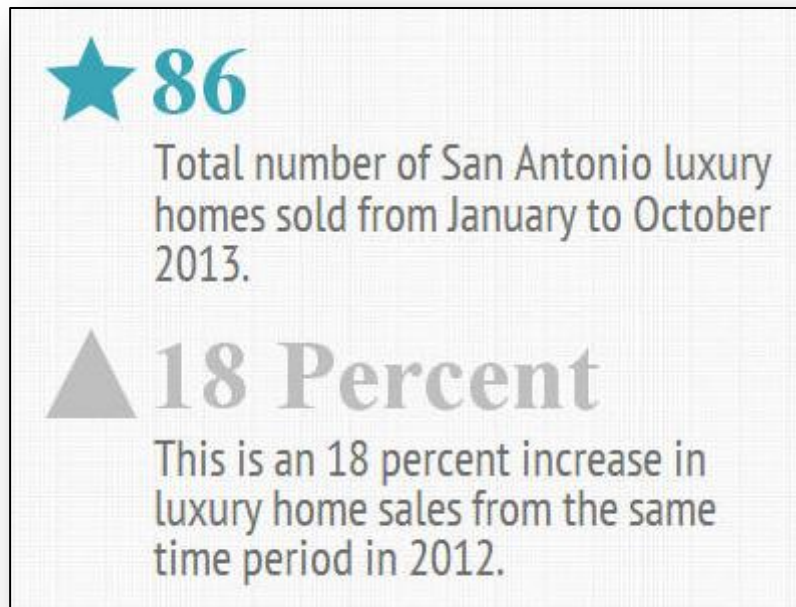 86
Total number of San Antonio luxury
homes sold from January to October
2013.
18 Percent
This is an 18 percent increase in
luxury home sales from the same
time period in 2012.